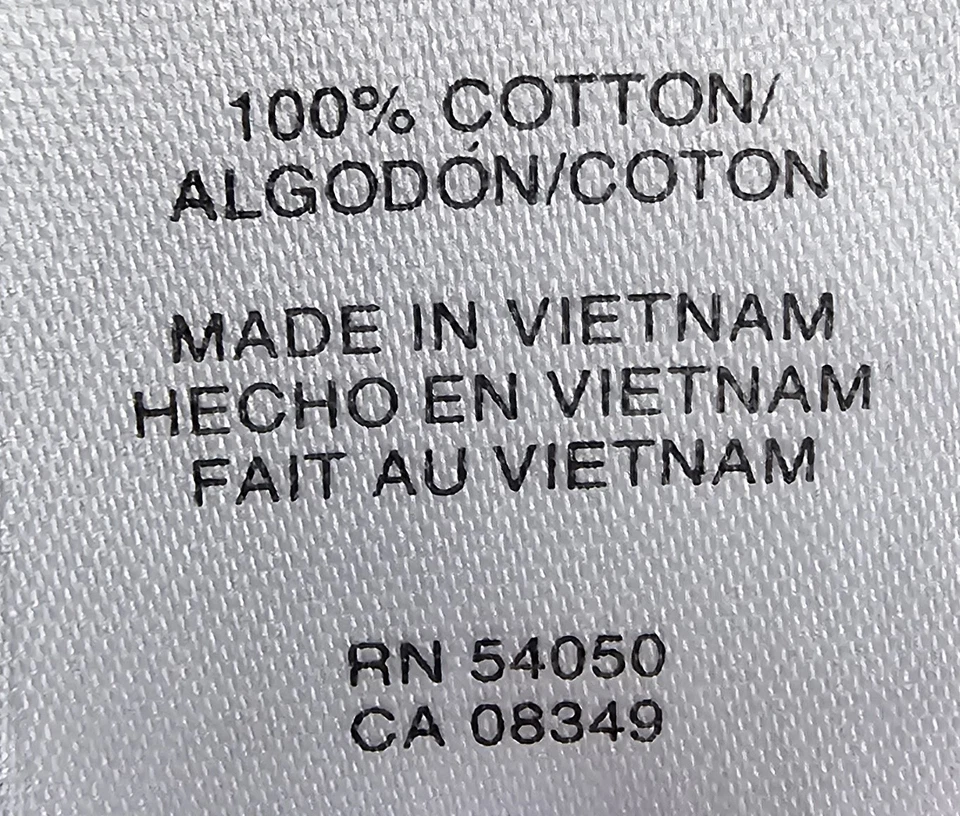 100% COTTON/
ALGODÓN/COTON
MADE IN VIETNAM
HECHO EN VIETNAM
FAIT AU VIETNAM
RN 54050
CA 08349